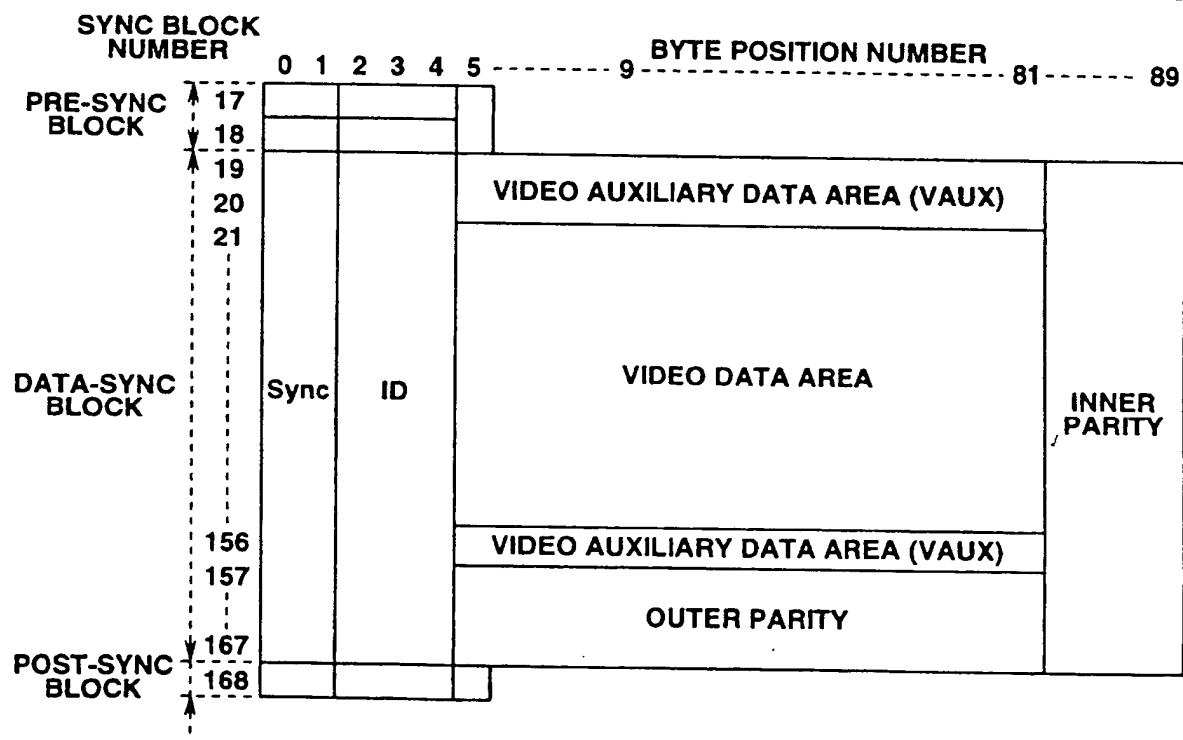 SYNC BLOCK
NUMBER
BYTE POSITION NUMBER
0 1 2 3 4 5 9 81 89
PRE-SYNC
BLOCK
17
18
19
20
21
VIDEO AUXILIARY DATA AREA (VAUX)
DATA-SYNC
BLOCK
Sync
ID
VIDEO DATA AREA
INNER
PARITY
156
VIDEO AUXILIARY DATA AREA (VAUX)
157
OUTER PARITY
167
POST-SYNC
BLOCK
168